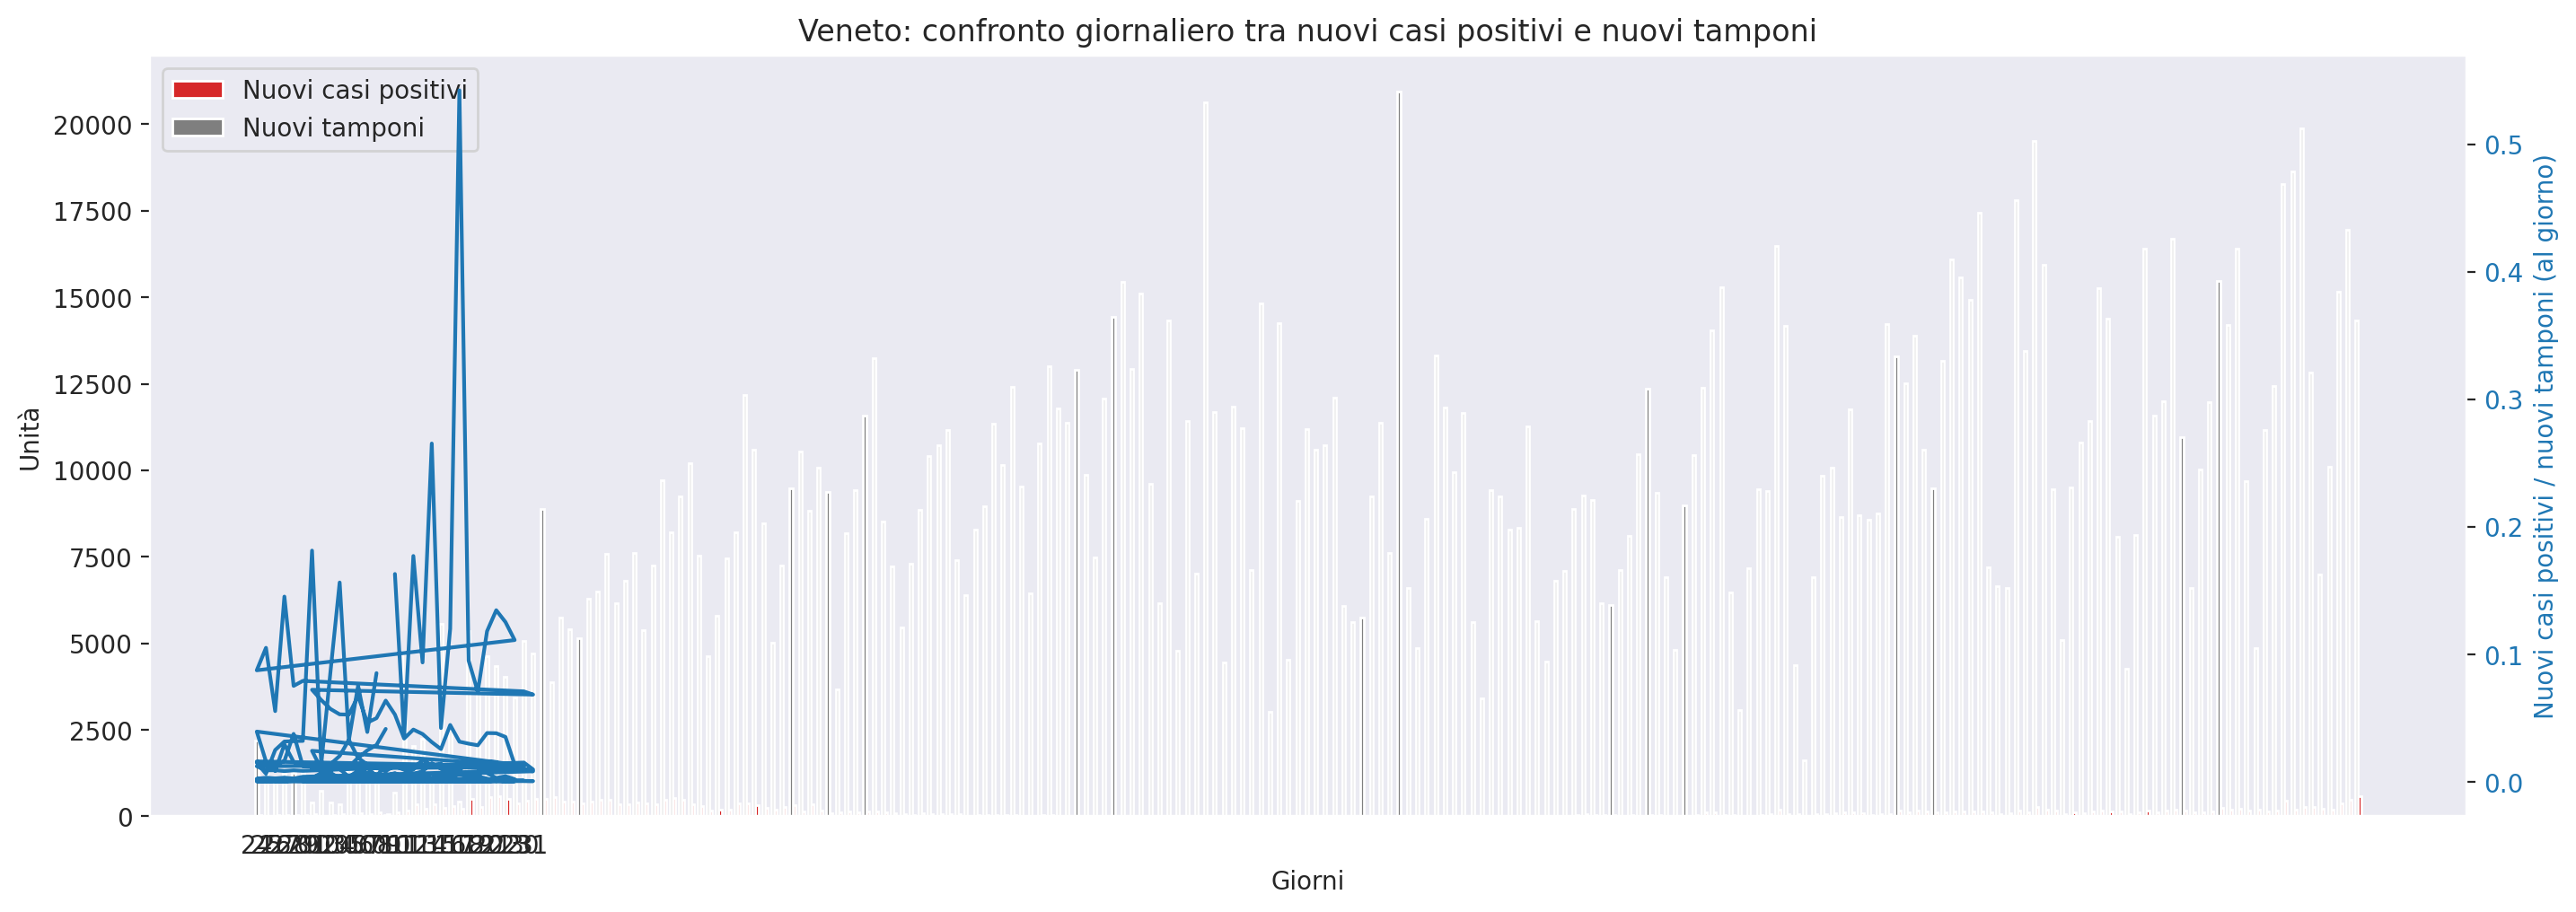 Veneto: confronto giornaliero tra nuovi casi positivi e nuovi tamponi
Nuovi casi positivi
Nuovi tamponi
20000
17500
15000
12500
10000
7500
5000
2500
0
Unità
0.5
0.4
0.3
0.2
0.1
0.0
Nuovi casi positivi / nuovi tamponi (al giorno)
Giorni